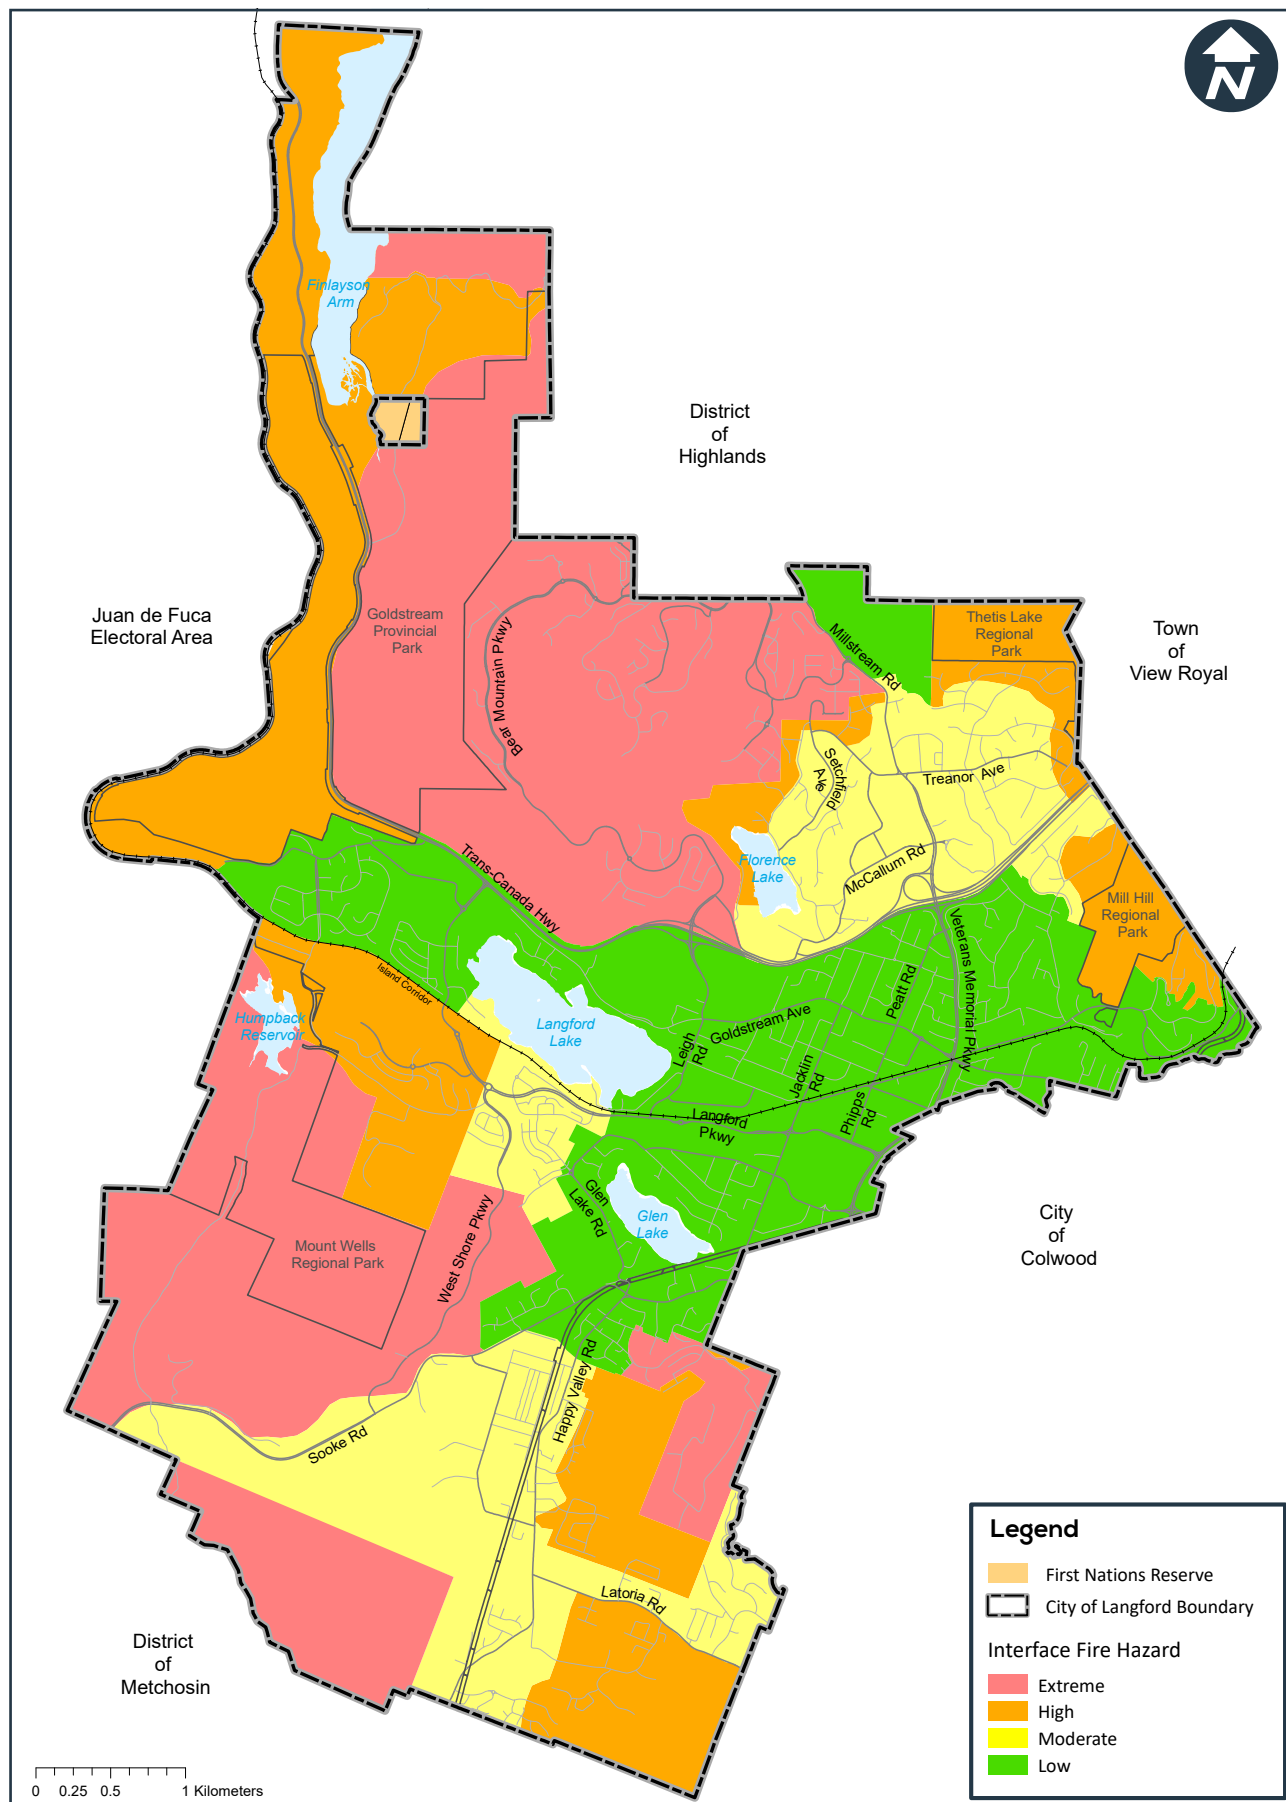 N
Finlayson
Arm
District
of
Highlands
Juan de Fuca
Electoral Area
Goldstream
Provincial
Park
Bear Mountain Pkwy
Millstream Rd
Thetis Lake
Regional
Park
Town
of
View Royal
Setchfield
Ave
Treanor Ave
McCallum Rd
Florence
Lake
Trans-Canada Hwy
Mill Hill
Regional
Park
Veterans Memorial Pkwy
Peatt Rd
Island Corridor
Humpback
Reservoir
Langford
Lake
Leigh
Rd
Goldstream Ave
Jacklin
Rd
Phipps
Rd
Langford
Pkwy
Glen
Lake Rd
Glen
Lake
City
of
Colwood
Mount Wells
Regional Park
West Shore Pkwy
Happy Valley Rd
Sooke Rd
Latoria Rd
District
of
Metchosin
Legend
First Nations Reserve
City of Langford Boundary
Interface Fire Hazard
Extreme
High
Moderate
Low
0 0.25 0.5 1 Kilometers